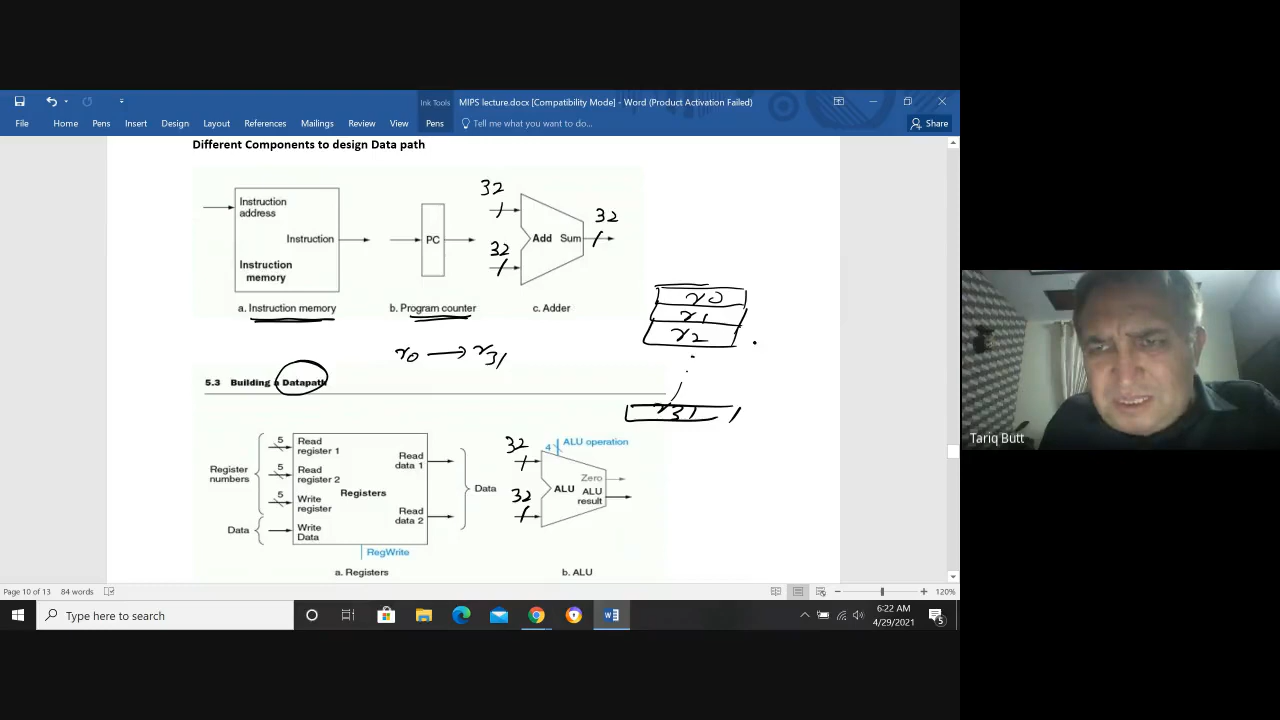 Ink Tools
MIPS lecture.docx [Compatibility Mode] - Word (Product Activation Failed)
File Home Pens Insert Design Layout References Mailings Review View Pens Tell me what you want to do... Share
Different Components to design Data path
Instruction address
Instruction
Instruction memory
PC
32
32
Add Sum
32
a. Instruction memory
b. Program counter
c. Adder
r0
r1
r2
r31
r0 → r31
5.3 Building a Datapath
Register numbers
5
5
5
Data
Read register 1
Read register 2
Write register
Write Data
Registers
Read data 1
Read data 2
Data
RegWrite
a. Registers
32
32
4
ALU operation
ALU
Zero
ALU result
b. ALU
Tariq Butt
Page 10 of 13 84 words
120%
Type here to search
6:22 AM
4/29/2021
5